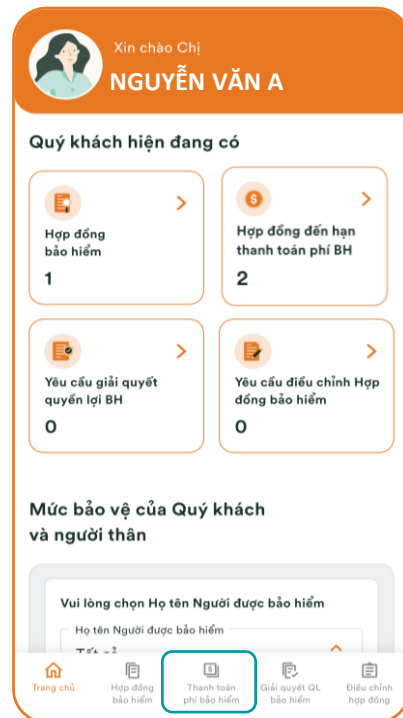 Xin chào Chị
NGUYỄN VĂN A
Quý khách hiện đang có
Hợp đồng
bảo hiểm
1
Hợp đồng đến hạn
thanh toán phí BH
2
Yêu cầu giải quyết
quyền lợi BH
0
Yêu cầu điều chỉnh Hợp
đồng bảo hiểm
0
Mức bảo vệ của Quý khách
và người thân
Vui lòng chọn Họ tên Người được bảo hiểm
Họ tên Người được bảo hiểm
Tất cả
Trang chủ
Hợp đồng
bảo hiểm
Thanh toán
phí bảo hiểm
Giải quyết QL
bảo hiểm
Điều chỉnh
hợp đồng